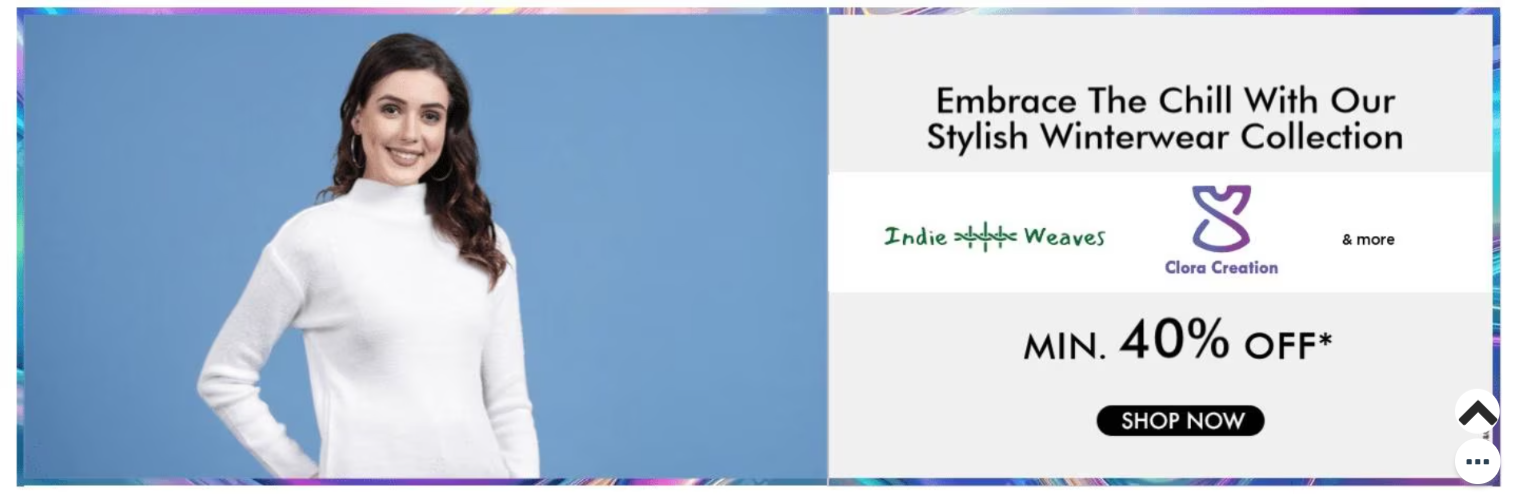 Embrace The Chill With Our
Stylish Winterwear Collection
Indie Weaves
Clora Creation
& more
MIN. 40% OFF*
SHOP NOW